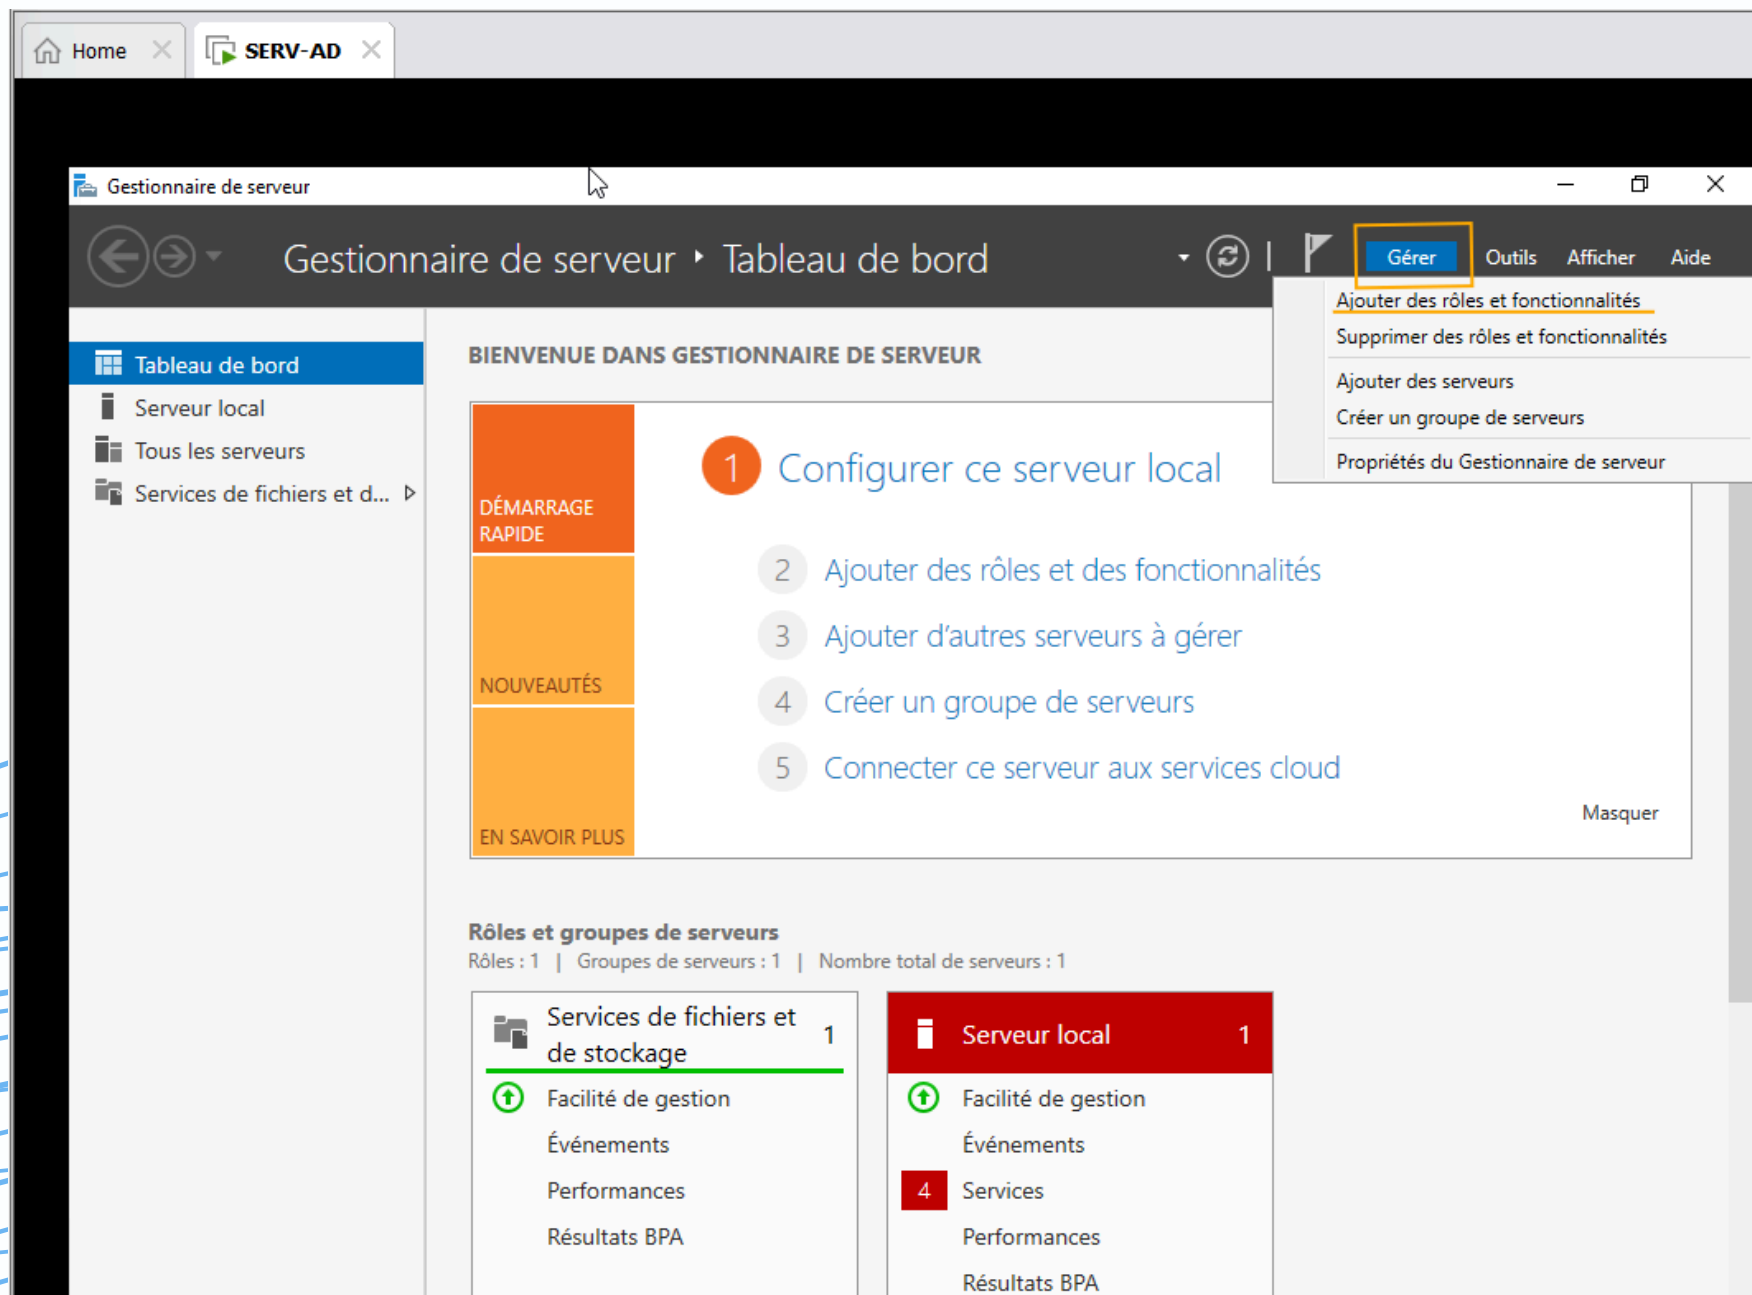 Home
SERV-AD
Gestionnaire de serveur
Gestionnaire de serveur ‣ Tableau de bord
Gérer Outils Afficher Aide
Ajouter des rôles et fonctionnalités
Supprimer des rôles et fonctionnalités
Ajouter des serveurs
Créer un groupe de serveurs
Propriétés du Gestionnaire de serveur
Tableau de bord
Serveur local
Tous les serveurs
Services de fichiers et d...
BIENVENUE DANS GESTIONNAIRE DE SERVEUR
DÉMARRAGE
RAPIDE
NOUVEAUTÉS
EN SAVOIR PLUS
1 Configurer ce serveur local
2 Ajouter des rôles et des fonctionnalités
3 Ajouter d'autres serveurs à gérer
4 Créer un groupe de serveurs
5 Connecter ce serveur aux services cloud
Masquer
Rôles et groupes de serveurs
Rôles : 1 | Groupes de serveurs : 1 | Nombre total de serveurs : 1
Services de fichiers et
de stockage
1
Facilité de gestion
Événements
Performances
Résultats BPA
Serveur local 1
Facilité de gestion
Événements
4 Services
Performances
Résultats BPA